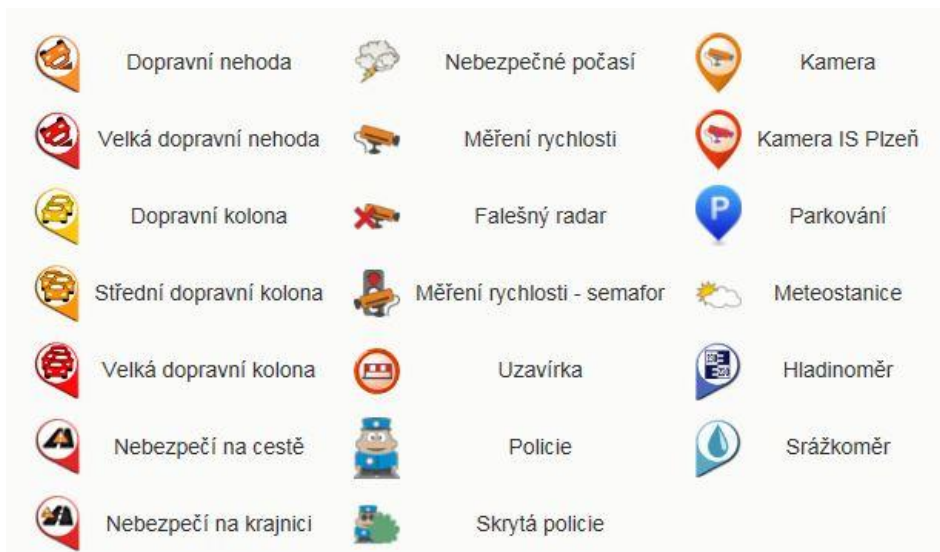 Dopravní nehoda
Velká dopravní nehoda
Dopravní kolona
Střední dopravní kolona
Velká dopravní kolona
Nebezpečí na cestě
Nebezpečí na krajnici
Nebezpečné počasí
Měření rychlosti
Falešný radar
Měření rychlosti - semafor
Uzavírka
Policie
Skrytá policie
Kamera
Kamera IS Plzeň
P
Parkování
Meteostanice
Hladinoměr
Srážkoměr